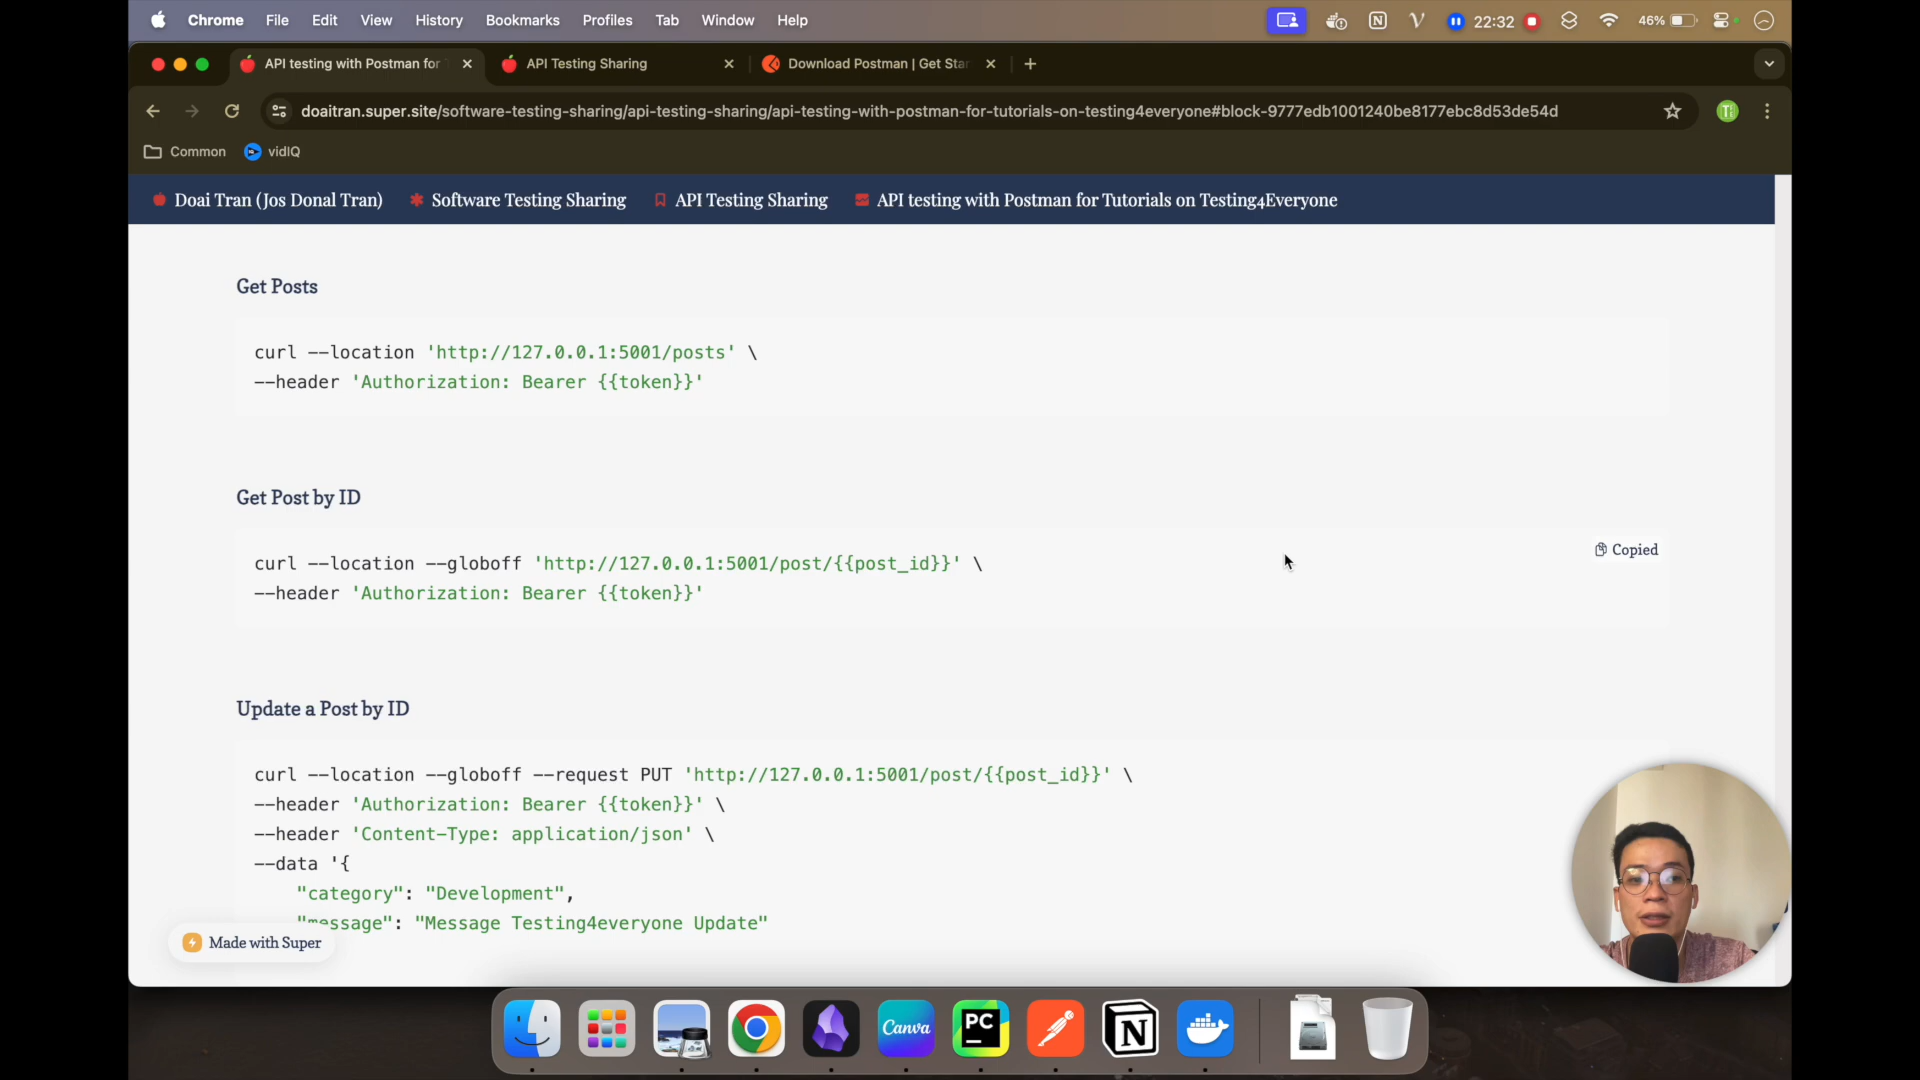 Chrome File Edit View History Bookmarks Profiles Tab Window Help 22:32 46%
API testing with Postman for API Testing Sharing Download Postman | Get Star
doaitran.super.site/software-testing-sharing/api-testing-sharing/api-testing-with-postman-for-tutorials-on-testing4everyone#block-9777edb1001240be8177ebc8d53de54d
Common vidIQ
Doai Tran (Jos Donal Tran) Software Testing Sharing API Testing Sharing API testing with Postman for Tutorials on Testing4Everyone
Get Posts
curl --location 'http://127.0.0.1:5001/posts' \
--header 'Authorization: Bearer {{token}}'
Get Post by ID
Copied
curl --location --globoff 'http://127.0.0.1:5001/post/{{post_id}}' \
--header 'Authorization: Bearer {{token}}'
Update a Post by ID
curl --location --globoff --request PUT 'http://127.0.0.1:5001/post/{{post_id}}' \
--header 'Authorization: Bearer {{token}}' \
--header 'Content-Type: application/json' \
--data '{
"category": "Development",
"message": "Message Testing4everyone Update"
Made with Super
Canva
PC